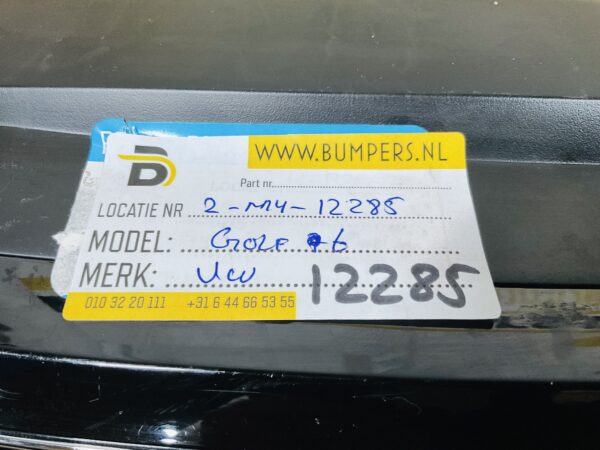 WWW.BUMPERS.NL
Part nr.
LOCATIE NR 2-M4-12285
MODEL: GOLF 6
MERK: VW 12285
010 32 20 111 +31 6 44 66 53 55